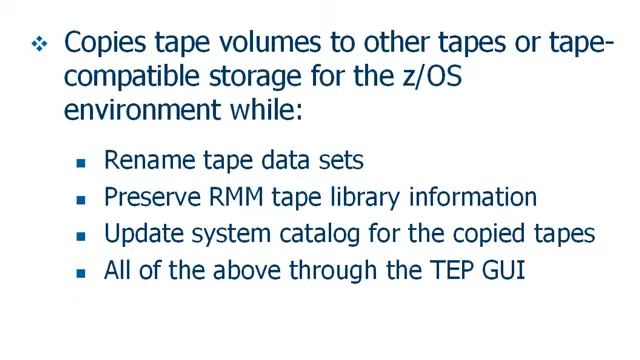 Copies tape volumes to other tapes or tape-
compatible storage for the z/OS
environment while:
Rename tape data sets
Preserve RMM tape library information
Update system catalog for the copied tapes
All of the above through the TEP GUI